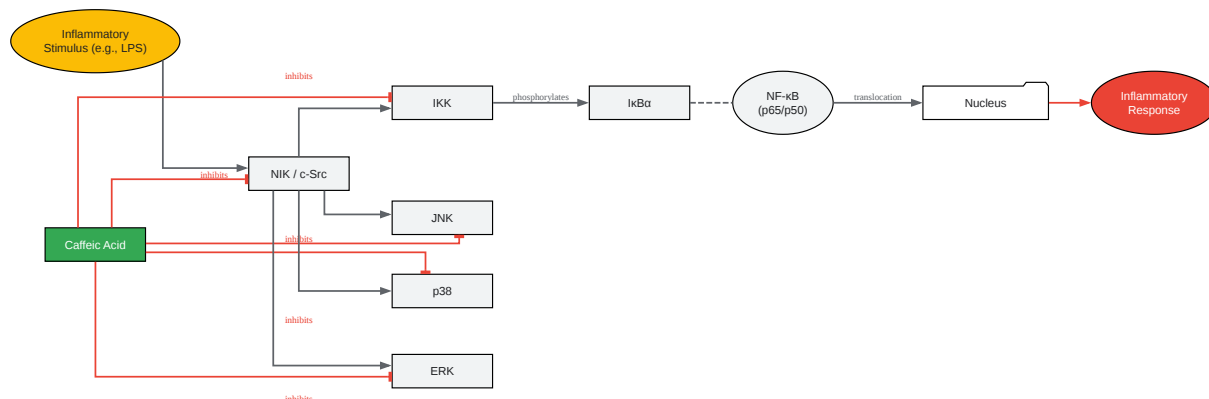 Inflammatory
Stimulus (e.g., LPS)
inhibits
IKK
phosphorylates
IκBα
NF-κB
(p65/p50)
translocation
Nucleus
Inflammatory
Response
inhibits
NIK / c-Src
JNK
Caffeic Acid
inhibits
p38
inhibits
ERK
inhibits